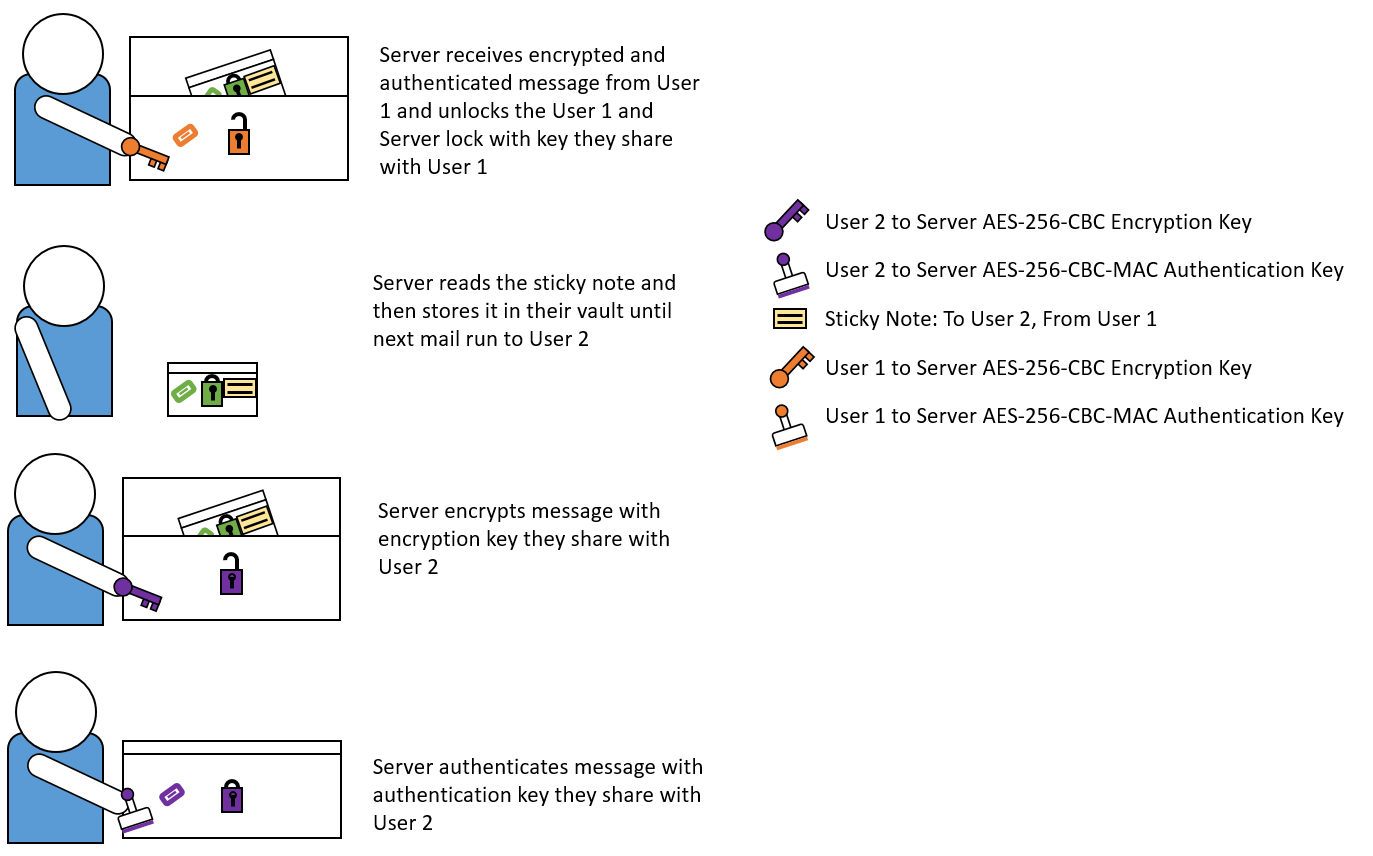 Server receives encrypted and
authenticated message from User
1 and unlocks the User 1 and
Server lock with key they share
with User 1
User 2 to Server AES-256-CBC Encryption Key
User 2 to Server AES-256-CBC-MAC Authentication Key
Sticky Note: To User 2, From User 1
User 1 to Server AES-256-CBC Encryption Key
User 1 to Server AES-256-CBC-MAC Authentication Key
Server reads the sticky note and
then stores it in their vault until
next mail run to User 2
Server encrypts message with
encryption key they share with
User 2
Server authenticates message with
authentication key they share with
User 2